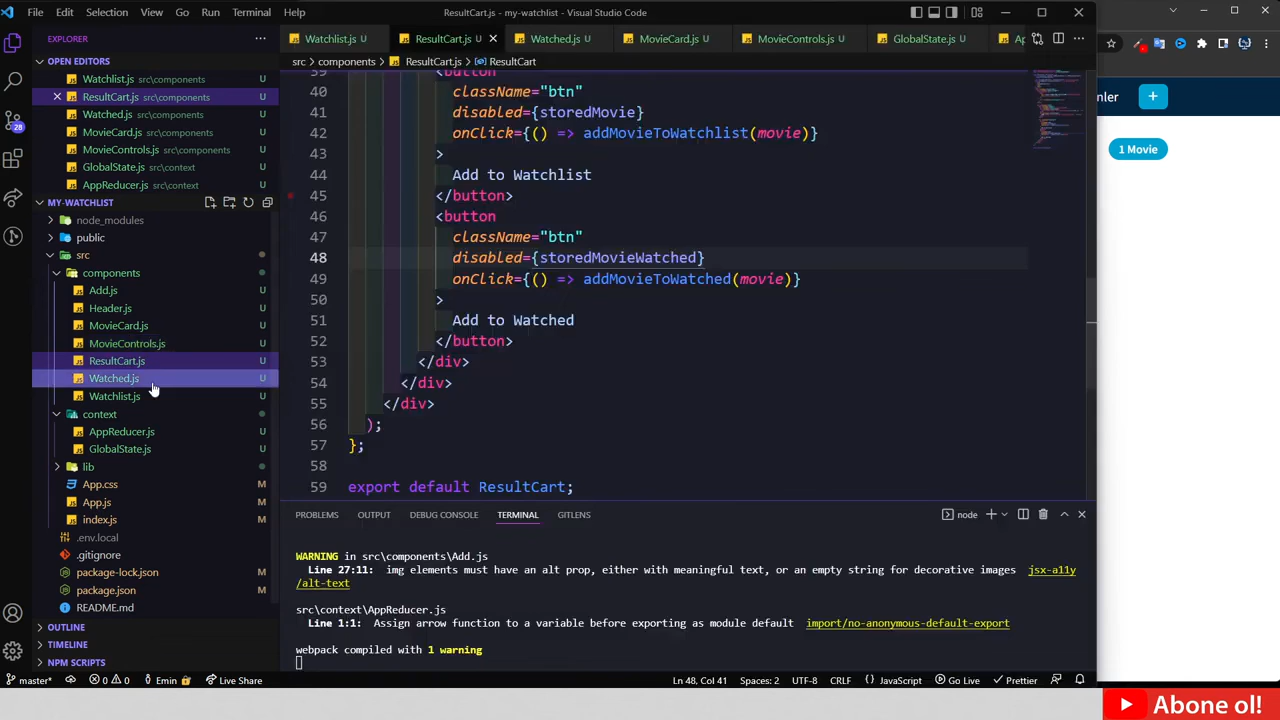 File Edit Selection View Go Run Terminal Help
ResultCart.js - my-watchlist - Visual Studio Code
EXPLORER
Watchlist.js U
ResultCart.js U
Watched.js U
MovieCard.js U
MovieControls.js U
GlobalState.js U
Ap
src > components > ResultCart.js > ResultCart
OPEN EDITORS
Watchlist.js src\components U
ResultCart.js src\components U
Watched.js src\components U
MovieCard.js src\components U
MovieControls.js src\components U
GlobalState.js src\context U
AppReducer.js src\context U
MY-WATCHLIST
node_modules
public
src
components
Add.js U
Header.js U
MovieCard.js U
MovieControls.js U
ResultCart.js U
Watched.js U
Watchlist.js U
context
AppReducer.js U
GlobalState.js U
lib
App.css M
App.js M
index.js M
.env.local
.gitignore
package-lock.json M
package.json M
README.md
OUTLINE
TIMELINE
NPM SCRIPTS
28
39 <button
40 className="btn"
41 disabled={storedMovie}
42 onClick={() => addMovieToWatchlist(movie)}
43 >
44 Add to Watchlist
45 </button>
46 <button
47 className="btn"
48 disabled={storedMovieWatched}
49 onClick={() => addMovieToWatched(movie)}
50 >
51 Add to Watched
52 </button>
53 </div>
54 </div>
55 </div>
56 );
57 };
58
59 export default ResultCart;
PROBLEMS OUTPUT DEBUG CONSOLE TERMINAL GITLENS
node
WARNING in src\components\Add.js
Line 27:11: img elements must have an alt prop, either with meaningful text, or an empty string for decorative images jsx-a11y
/alt-text
src\context\AppReducer.js
Line 1:1: Assign arrow function to a variable before exporting as module default import/no-anonymous-default-export
webpack compiled with 1 warning
master* 0 0 Emin Live Share
Ln 48, Col 41 Spaces: 2 UTF-8 CRLF JavaScript Go Live Prettier
nler +
1 Movie
Abone ol!